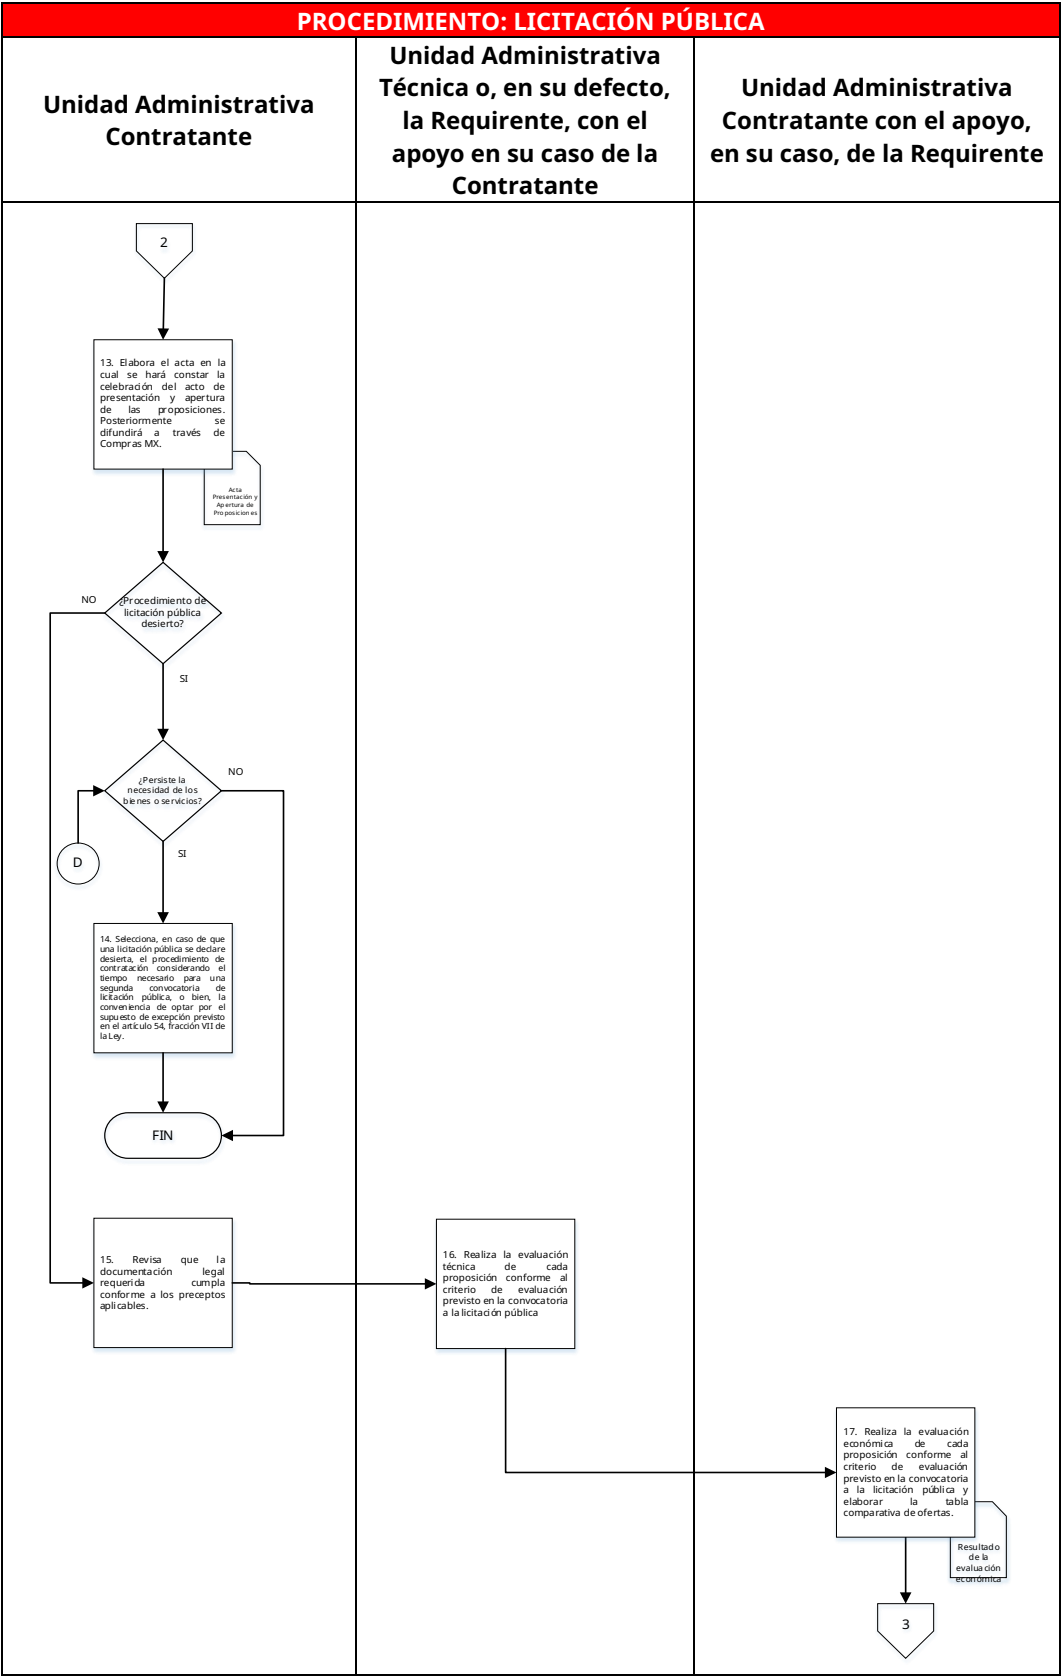 PROCEDIMIENTO: LICITACIÓN PÚBLICA
Unidad Administrativa
Contratante
Unidad Administrativa
Técnica o, en su defecto,
la Requirente, con el
apoyo en su caso de la
Contratante
Unidad Administrativa
Contratante con el apoyo,
en su caso, de la Requirente
2
13. Elabora el acta en la
cual se hará constar la
celebración del acto de
presentación y apertura
de las proposiciones.
Posteriormente se
difundirá a través de
Compras MX.
Acta
Presentación y
Apertura de
Proposiciones
¿Procedimiento de
licitación pública
desierto?
NO
SI
¿Persiste la
necesidad de los
bienes o servicios?
NO
D
SI
14. Selecciona, en caso de que
una licitación pública se declare
desierta, el procedimiento de
contratación considerando el
tiempo necesario para una
segunda convocatoria de
licitación pública, o bien, la
conveniencia de optar por el
supuesto de excepción previsto
en el artículo 54, fracción VII de
la Ley.
FIN
15. Revisa que la
documentación legal
requerida cumpla
conforme a los preceptos
aplicables.
16. Realiza la evaluación
técnica de cada
proposición conforme al
criterio de evaluación
previsto en la convocatoria
a la licitación pública
17. Realiza la evaluación
económica de cada
proposición conforme al
criterio de evaluación
previsto en la convocatoria
a la licitación pública y
elaborar la tabla
comparativa de ofertas.
Resultado
de la
evaluación
económica
3